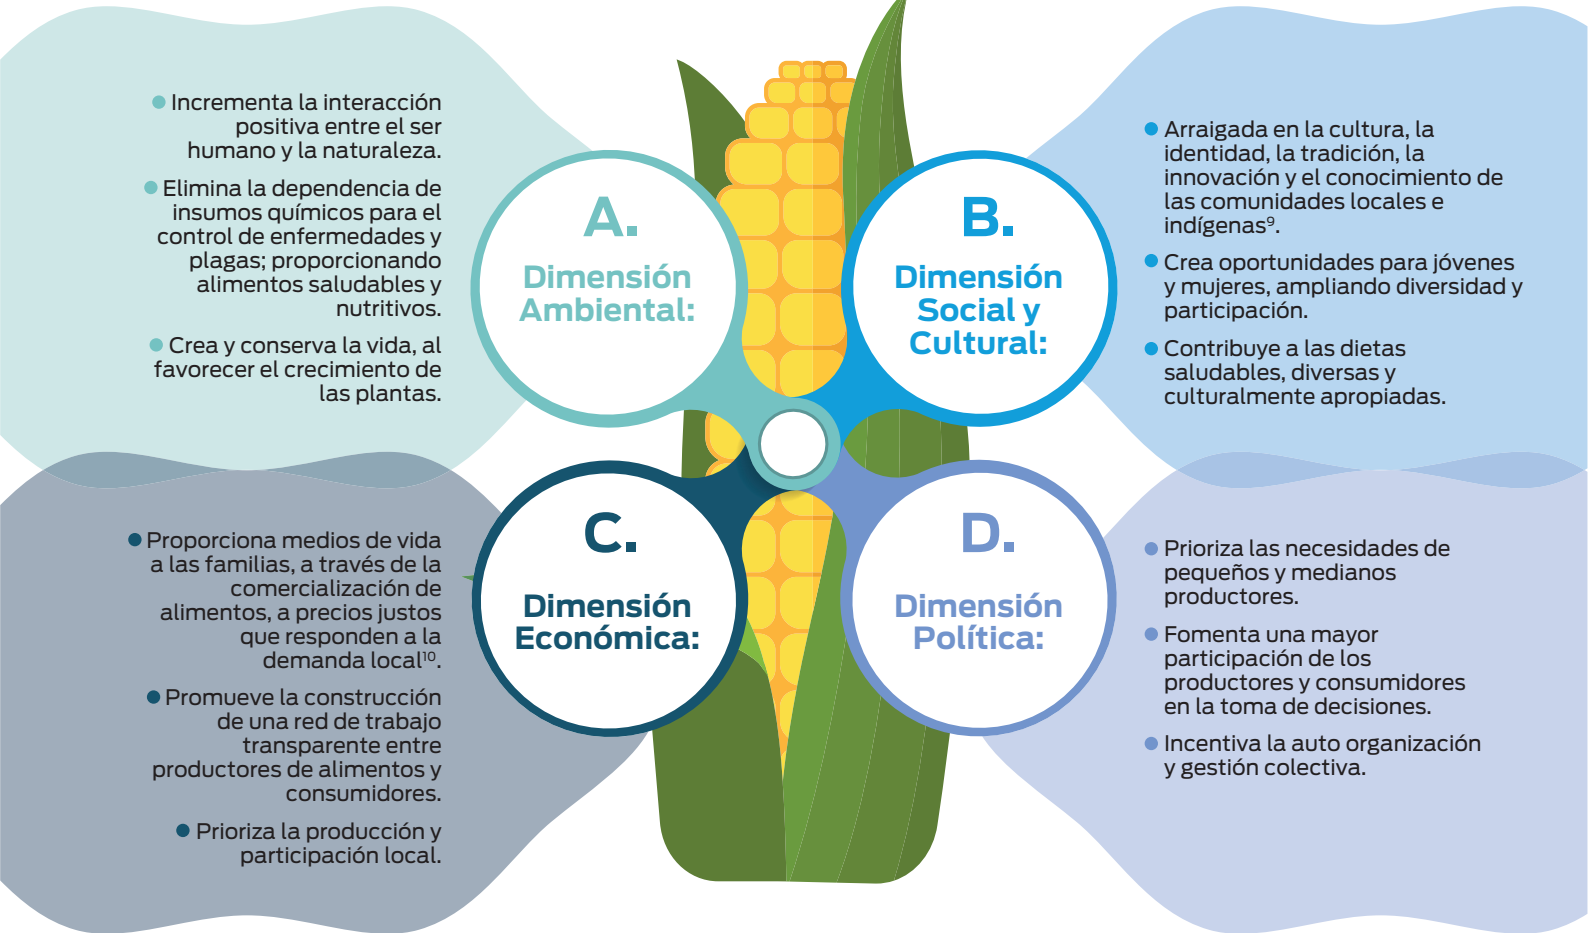 A.
Dimensión
Ambiental:
Incrementa la interacción
positiva entre el ser
humano y la naturaleza.
Elimina la dependencia de
insumos químicos para el
control de enfermedades y
plagas; proporcionando
alimentos saludables y
nutritivos.
Crea y conserva la vida, al
favorecer el crecimiento de
las plantas.
B.
Dimensión
Social y
Cultural:
Arraigada en la cultura, la
identidad, la tradición, la
innovación y el conocimiento de
las comunidades locales e
indígenas⁹.
Crea oportunidades para jóvenes
y mujeres, ampliando diversidad y
participación.
Contribuye a las dietas
saludables, diversas y
culturalmente apropiadas.
C.
Dimensión
Económica:
Proporciona medios de vida
a las familias, a través de la
comercialización de
alimentos, a precios justos
que responden a la
demanda local¹⁰.
Promueve la construcción
de una red de trabajo
transparente entre
productores de alimentos y
consumidores.
Prioriza la producción y
participación local.
D.
Dimensión
Política:
Prioriza las necesidades de
pequeños y medianos
productores.
Fomenta una mayor
participación de los
productores y consumidores
en la toma de decisiones.
Incentiva la auto organización
y gestión colectiva.